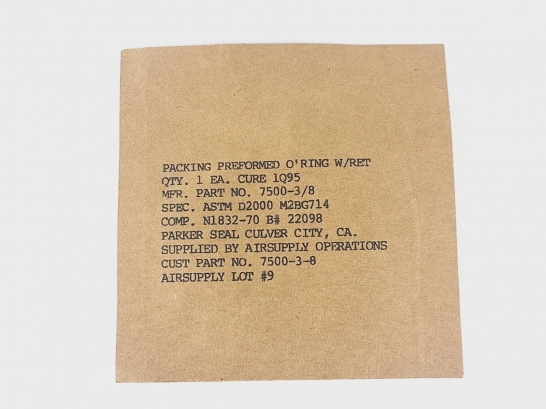 PACKING PREFORMED O'RING W/RET
QTY. 1 EA. CURE 1Q95
MFR. PART NO. 7500-3/8
SPEC. ASTM D2000 M2BG714
COMP. N1832-70 B# 22098
PARKER SEAL CULVER CITY, CA.
SUPPLIED BY AIRSUPPLY OPERATIONS
CUST PART NO. 7500-3-8
AIRSUPPLY LOT #9